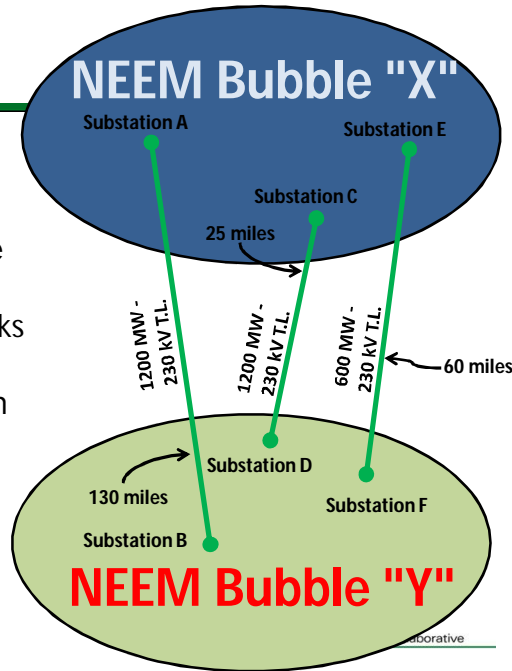 NEEM Bubble "X"
Substation A
Substation E
Substation C
25 miles
1200 MW -
230 kV T.L.
1200 MW -
230 kV T.L.
600 MW -
230 kV T.L.
60 miles
Substation D
130 miles
Substation F
Substation B
NEEM Bubble "Y"